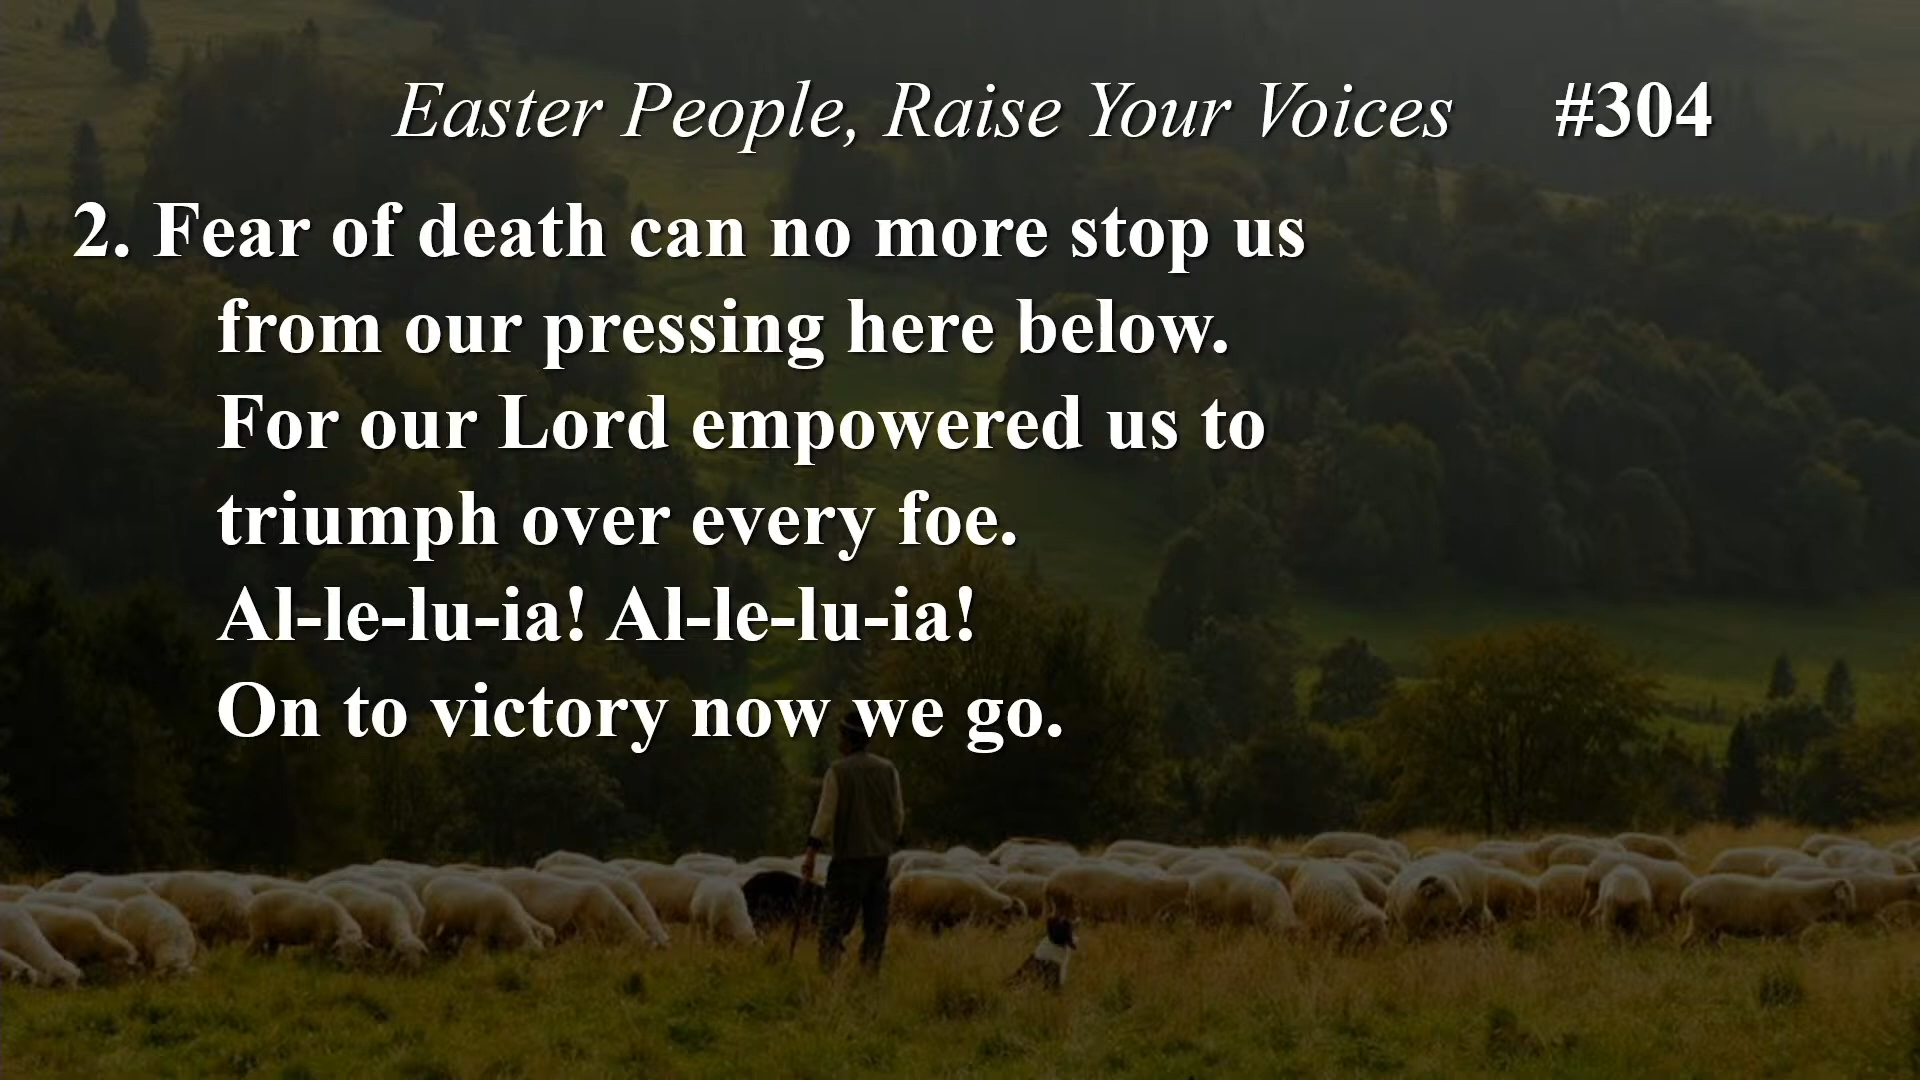 Easter People, Raise Your Voices #304
2. Fear of death can no more stop us
from our pressing here below.
For our Lord empowered us to
triumph over every foe.
Al-le-lu-ia! Al-le-lu-ia!
On to victory now we go.